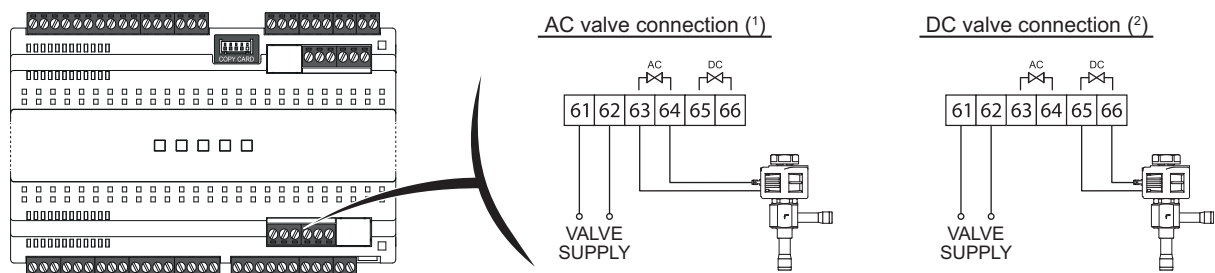 COPY CARD
AC valve connection (¹)
AC DC
61 62 63 64 65 66
VALVE
SUPPLY
DC valve connection (²)
AC DC
61 62 63 64 65 66
VALVE
SUPPLY